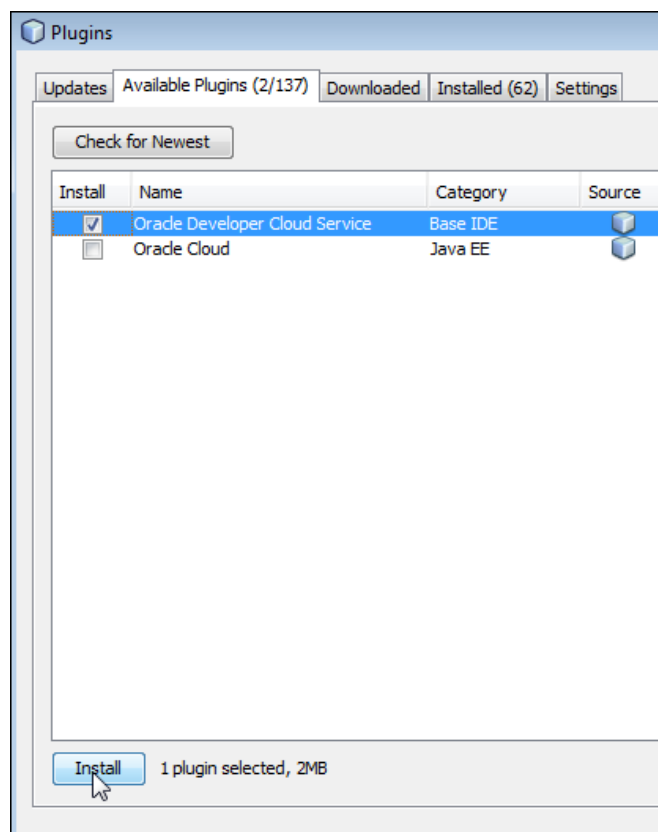 Plugins
Updates Available Plugins (2/137) Downloaded Installed (62) Settings
Check for Newest
Install Name Category Source
Oracle Developer Cloud Service Base IDE
Oracle Cloud Java EE
Install 1 plugin selected, 2MB